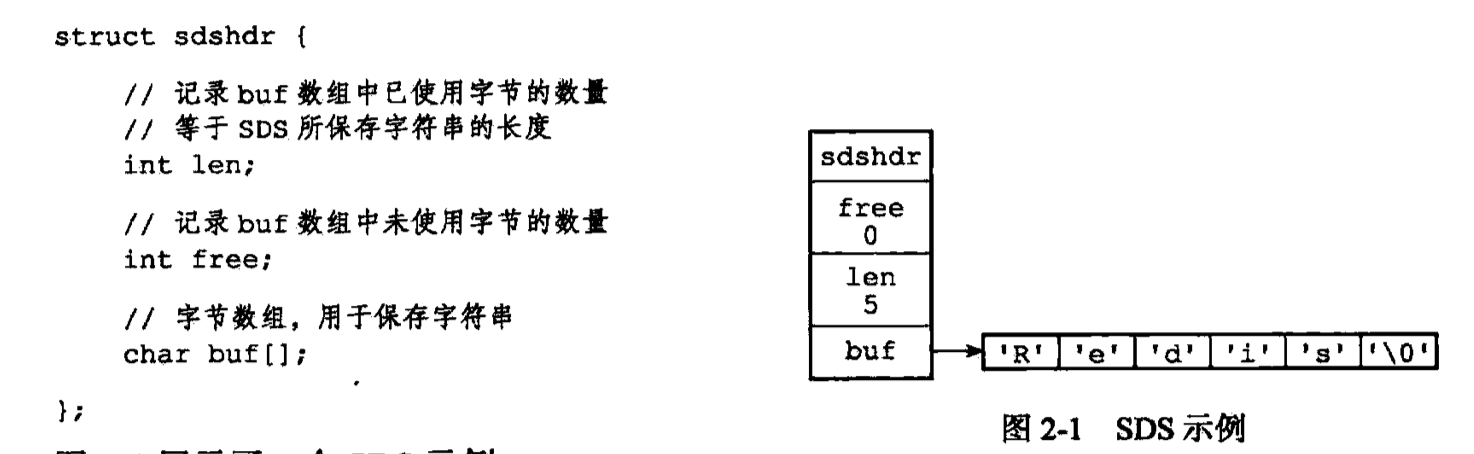 struct sdshdr {
// 记录 buf 数组中已使用字节的数量
// 等于 SDS 所保存字符串的长度
int len;
// 记录 buf 数组中未使用字节的数量
int free;
// 字节数组，用于保存字符串
char buf[];
};
sdshdr
free
0
len
5
buf
'R' 'e' 'd' 'i' 's' '\0'
图 2-1 SDS 示例